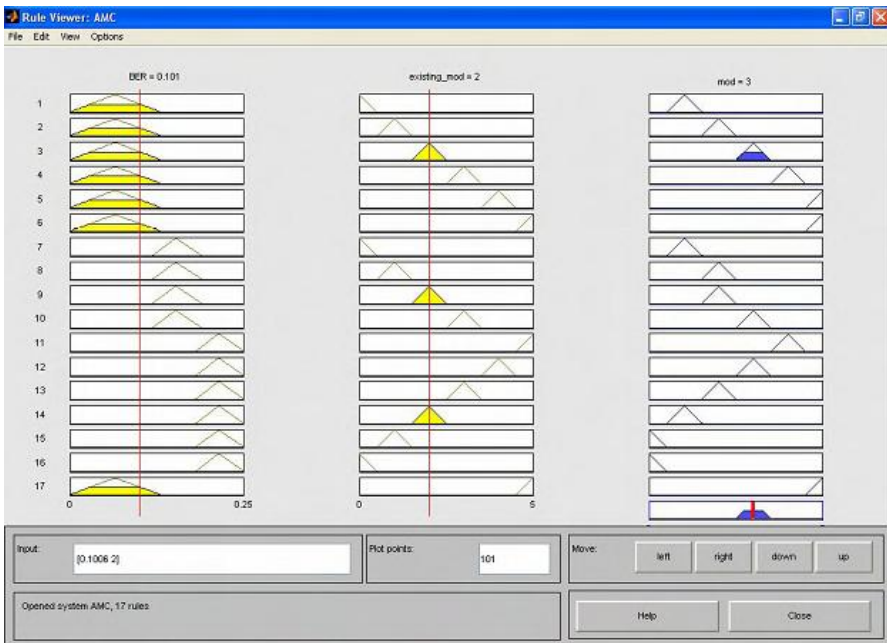 Rule Viewer: AMC
File Edit View Options
BER = 0.101
existing_mod = 2
mod = 3
1
2
3
4
5
6
7
8
9
10
11
12
13
14
15
16
17
0
0.25
0
5
Input:
[0.1006 2]
Plot points:
101
Move:
left
right
down
up
Opened system AMC, 17 rules
Help
Close